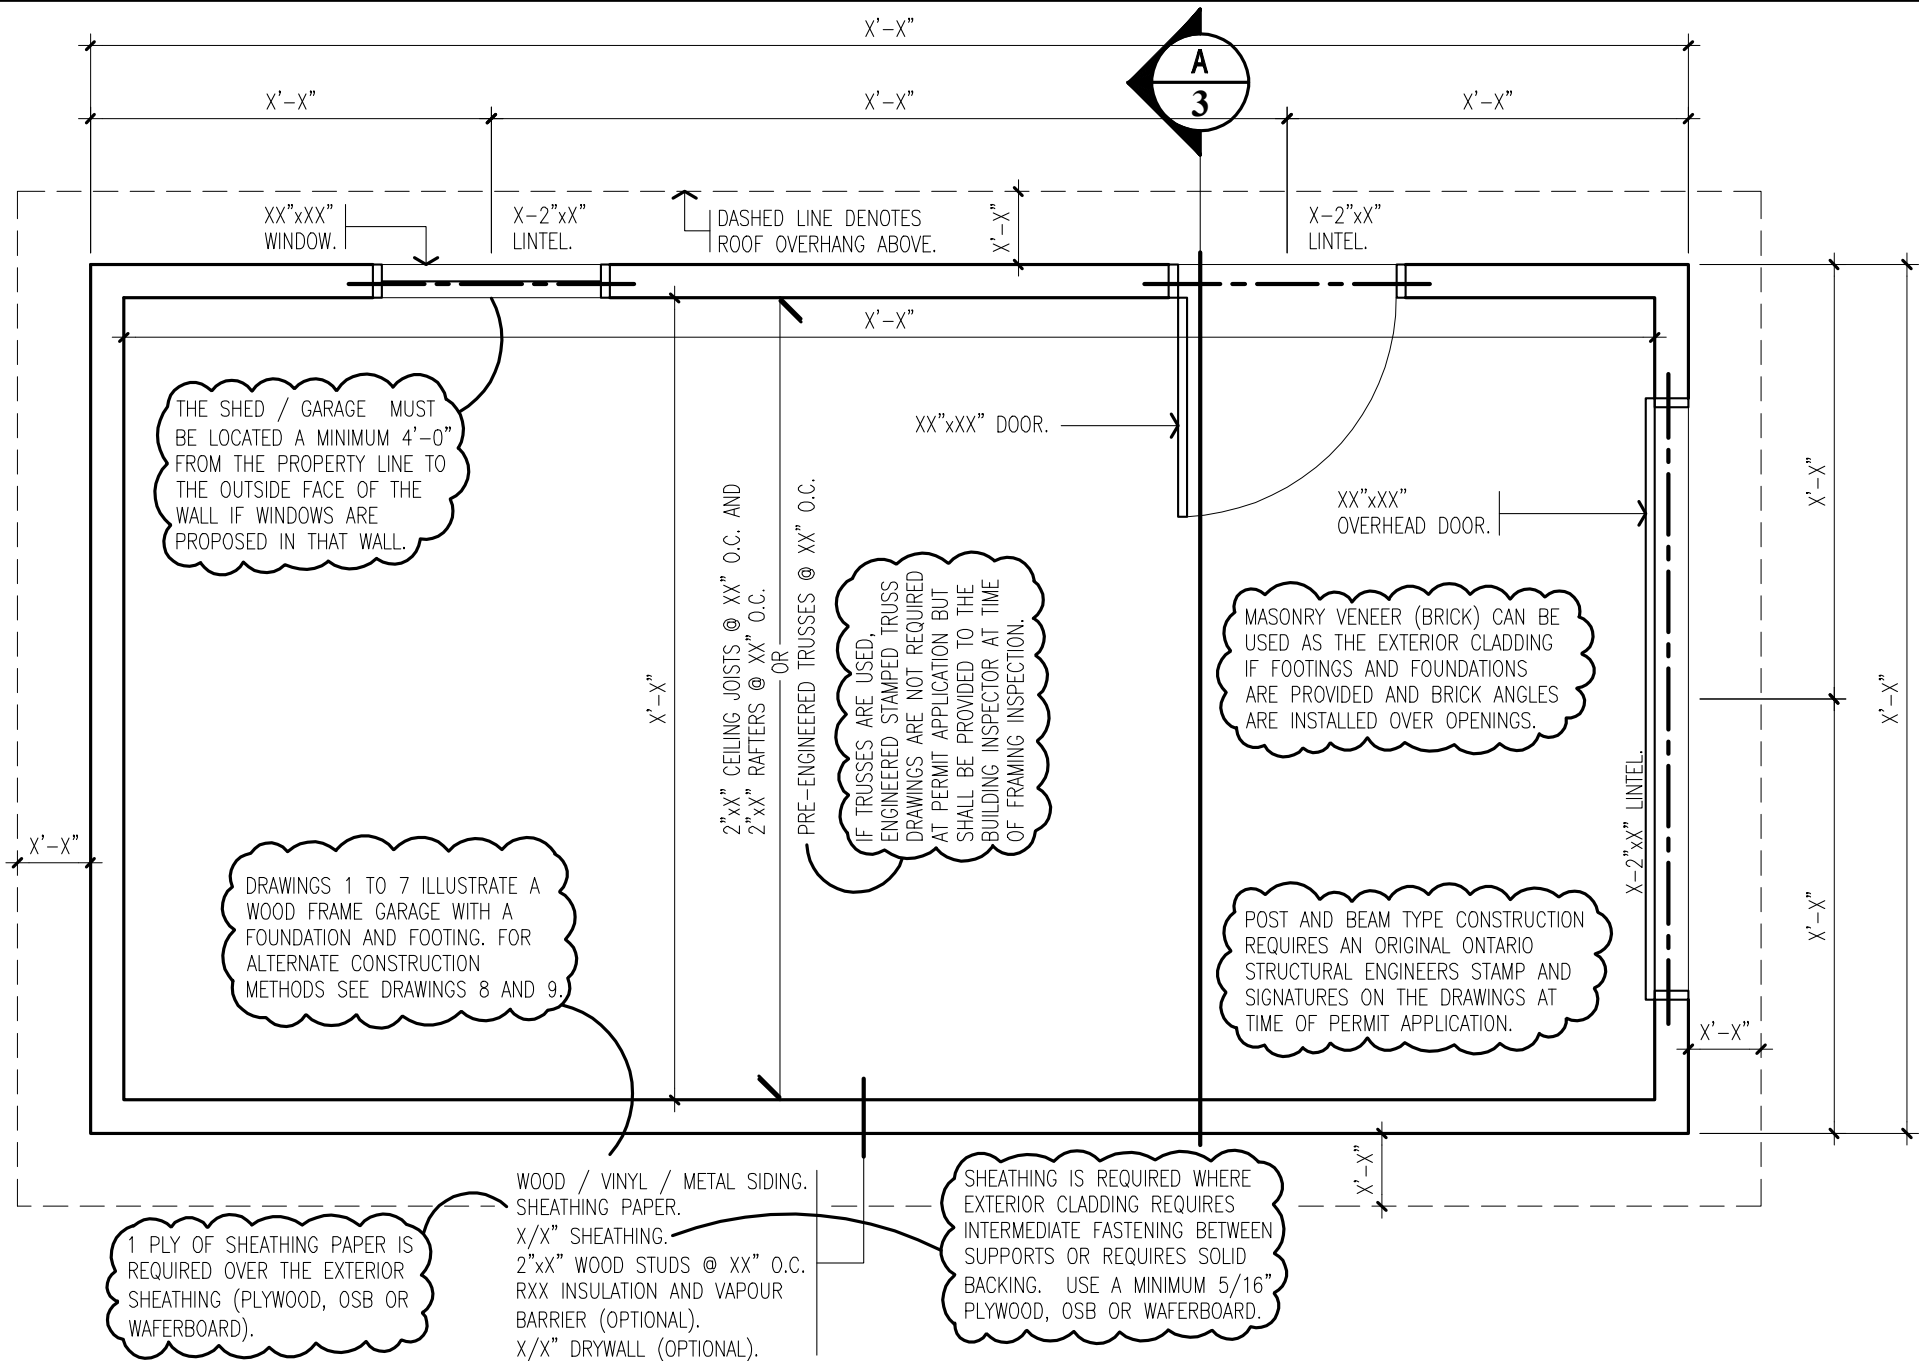 X'-X"
A
3
X'-X"
X'-X"
X'-X"
XX"xXX"
WINDOW.
X-2"xX"
LINTEL.
DASHED LINE DENOTES
ROOF OVERHANG ABOVE.
X'-X"
X-2"xX"
LINTEL.
X'-X"
THE SHED / GARAGE MUST
BE LOCATED A MINIMUM 4'-0"
FROM THE PROPERTY LINE TO
THE OUTSIDE FACE OF THE
WALL IF WINDOWS ARE
PROPOSED IN THAT WALL.
XX"xXX" DOOR.
XX"xXX"
OVERHEAD DOOR.
X'-X"
X'-X"
2"xX" CEILING JOISTS @ XX" O.C. AND
2"xX" RAFTERS @ XX" O.C.
OR
PRE-ENGINEERED TRUSSES @ XX" O.C.
IF TRUSSES ARE USED,
ENGINEERED STAMPED TRUSS
DRAWINGS ARE NOT REQUIRED
AT PERMIT APPLICATION BUT
SHALL BE PROVIDED TO THE
BUILDING INSPECTOR AT TIME
OF FRAMING INSPECTION.
MASONRY VENEER (BRICK) CAN BE
USED AS THE EXTERIOR CLADDING
IF FOOTINGS AND FOUNDATIONS
ARE PROVIDED AND BRICK ANGLES
ARE INSTALLED OVER OPENINGS.
X'-X"
X-2"xX" LINTEL.
X'-X"
DRAWINGS 1 TO 7 ILLUSTRATE A
WOOD FRAME GARAGE WITH A
FOUNDATION AND FOOTING. FOR
ALTERNATE CONSTRUCTION
METHODS SEE DRAWINGS 8 AND 9.
POST AND BEAM TYPE CONSTRUCTION
REQUIRES AN ORIGINAL ONTARIO
STRUCTURAL ENGINEERS STAMP AND
SIGNATURES ON THE DRAWINGS AT
TIME OF PERMIT APPLICATION.
X'-X"
X'-X"
X'-X"
WOOD / VINYL / METAL SIDING.
SHEATHING PAPER.
X/X" SHEATHING.
2"xX" WOOD STUDS @ XX" O.C.
RXX INSULATION AND VAPOUR
BARRIER (OPTIONAL).
X/X" DRYWALL (OPTIONAL).
1 PLY OF SHEATHING PAPER IS
REQUIRED OVER THE EXTERIOR
SHEATHING (PLYWOOD, OSB OR
WAFERBOARD).
SHEATHING IS REQUIRED WHERE
EXTERIOR CLADDING REQUIRES
INTERMEDIATE FASTENING BETWEEN
SUPPORTS OR REQUIRES SOLID
BACKING. USE A MINIMUM 5/16"
PLYWOOD, OSB OR WAFERBOARD.